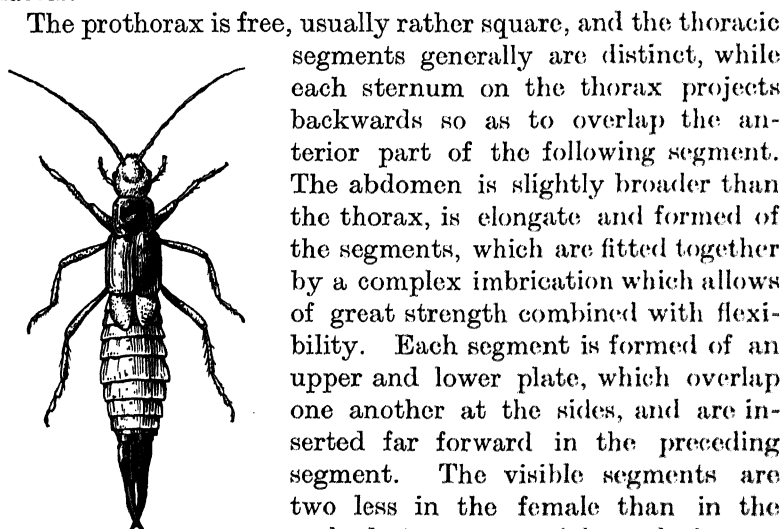 The prothorax is free, usually rather square, and the thoracic
segments generally are distinct, while
each sternum on the thorax projects
backwards so as to overlap the an-
terior part of the following segment.
The abdomen is slightly broader than
the thorax, is elongate and formed of
the segments, which are fitted together
by a complex imbrication which allows
of great strength combined with flexi-
bility. Each segment is formed of an
upper and lower plate, which overlap
one another at the sides, and are in-
serted far forward in the preceding
segment. The visible segments are
two less in the female than in the